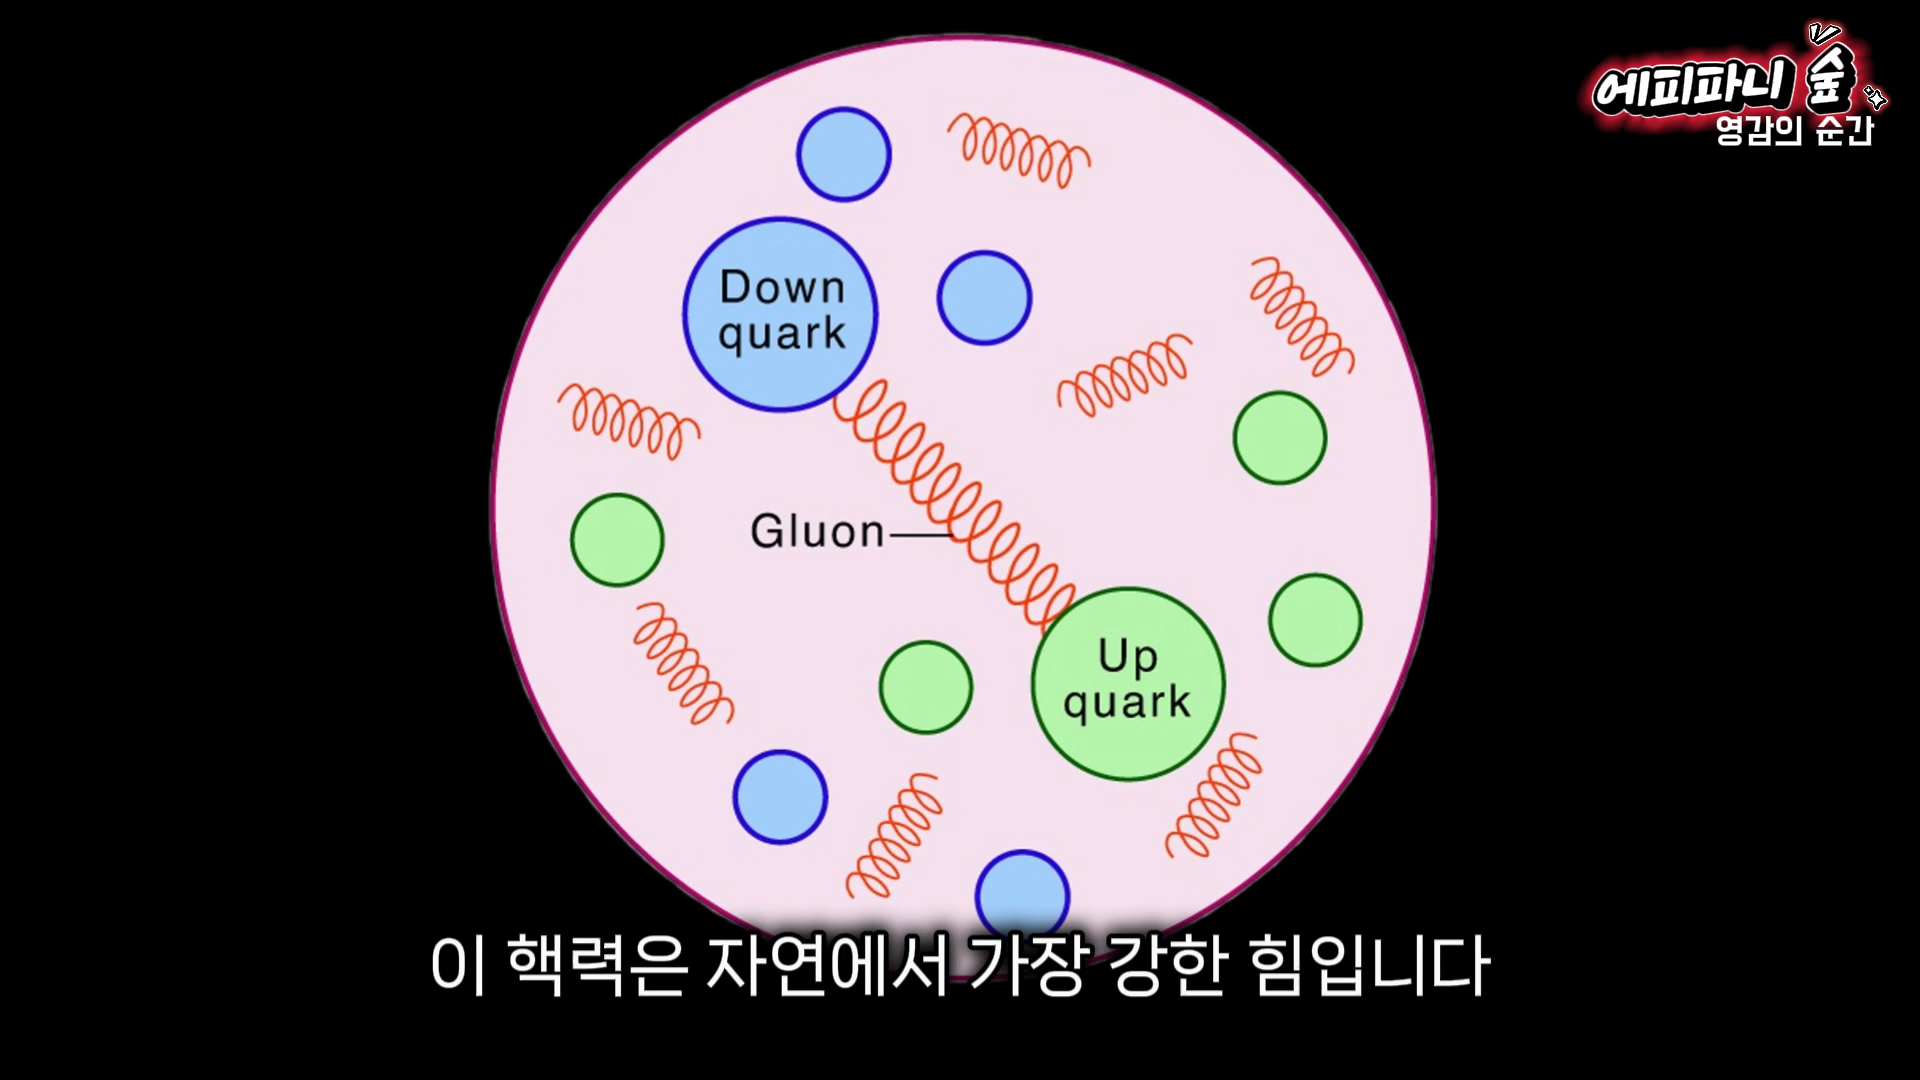 에피파니 숲
영감의 순간
Down
quark
Gluon
Up
quark
이 핵력은 자연에서 가장 강한 힘입니다